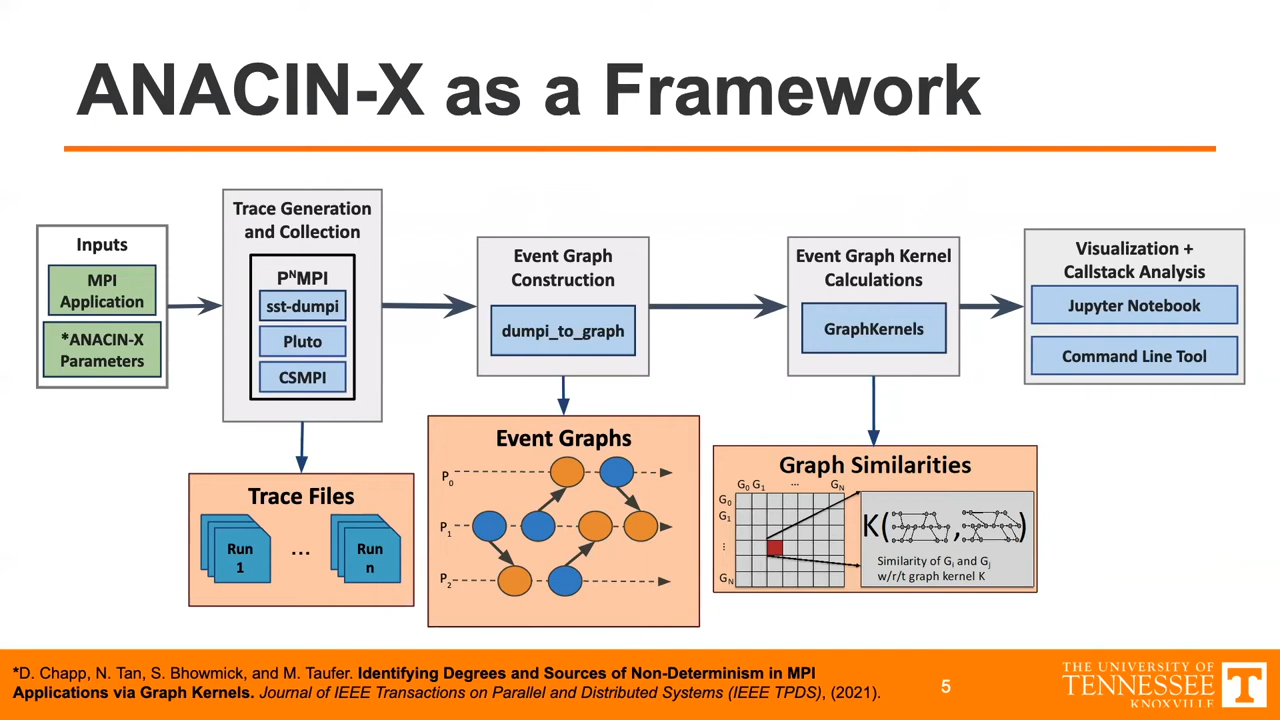 ANACIN-X as a Framework
Inputs
MPI
Application
*ANACIN-X
Parameters
Trace Generation
and Collection
PᴺMPI
sst-dumpi
Pluto
CSMPI
Event Graph
Construction
dumpi_to_graph
Event Graph Kernel
Calculations
GraphKernels
Visualization +
Callstack Analysis
Jupyter Notebook
Command Line Tool
Trace Files
Run
1
...
Run
n
Event Graphs
P₀
P₁
P₂
Graph Similarities
G₀ G₁ ... G_N
G₀
G₁
...
G_N
K( , )
Similarity of Gᵢ and Gⱼ
w/r/t graph kernel K
*D. Chapp, N. Tan, S. Bhowmick, and M. Taufer. Identifying Degrees and Sources of Non-Determinism in MPI
Applications via Graph Kernels. Journal of IEEE Transactions on Parallel and Distributed Systems (IEEE TPDS), (2021).
5
THE UNIVERSITY OF
TENNESSEE
KNOXVILLE
T